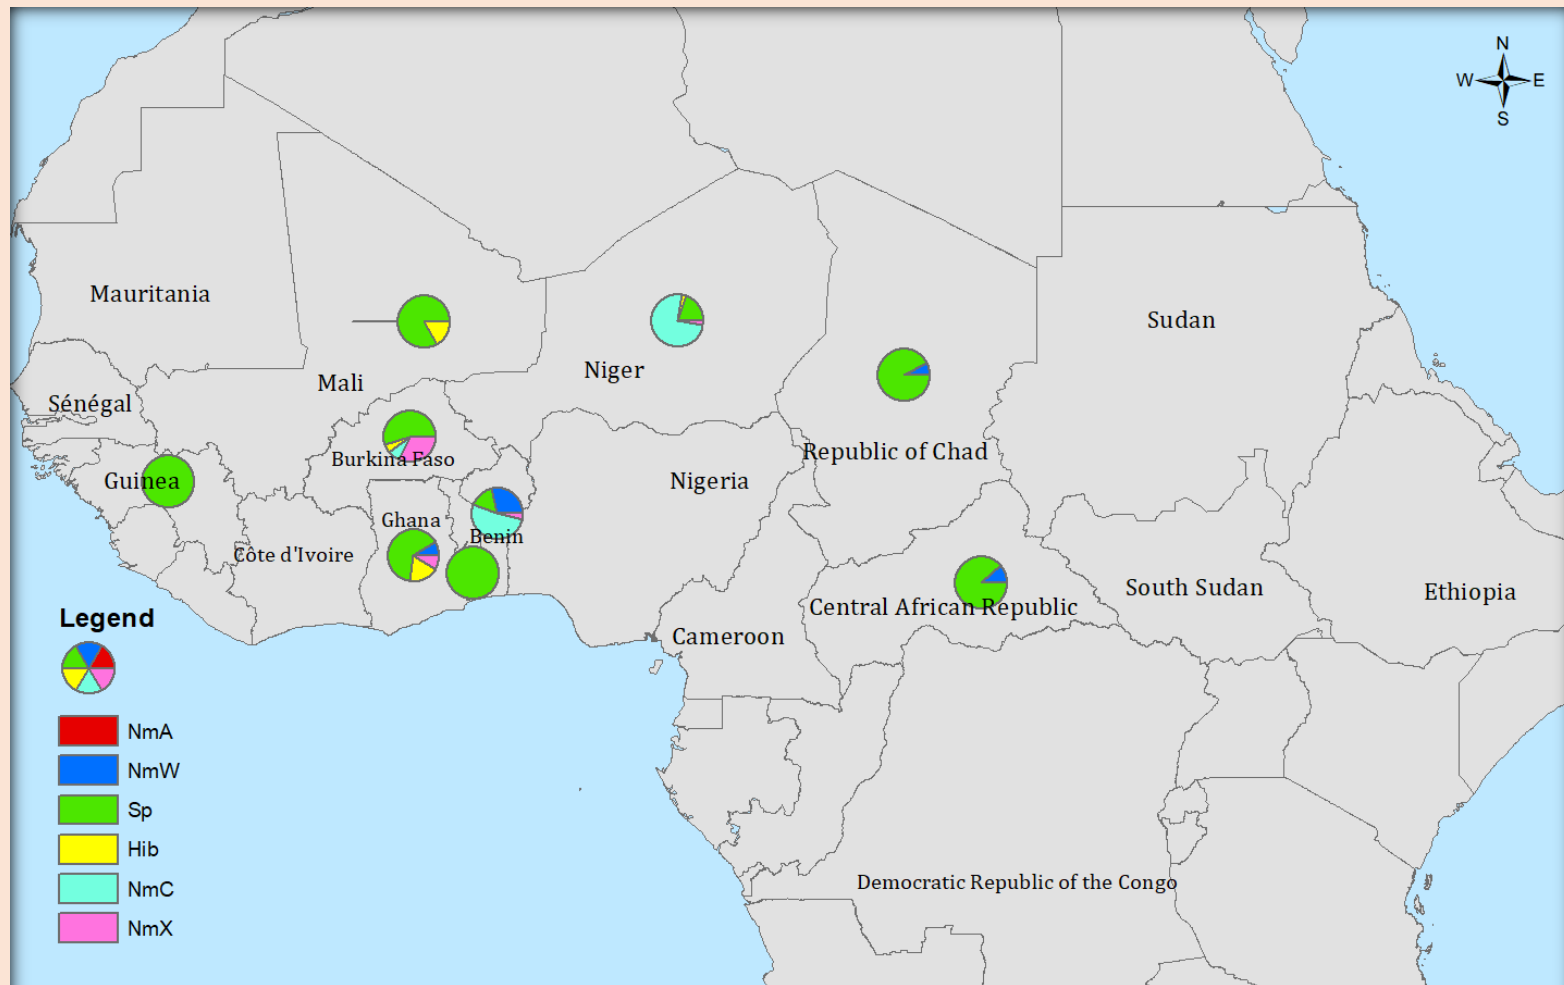 N
W E
S
Mauritania
Mali
Niger
Sudan
Sénégal
Burkina Faso
Republic of Chad
Guinea
Nigeria
Ghana
Benin
Côte d'Ivoire
Central African Republic
South Sudan
Ethiopia
Cameroon
Democratic Republic of the Congo
Legend
NmA
NmW
Sp
Hib
NmC
NmX